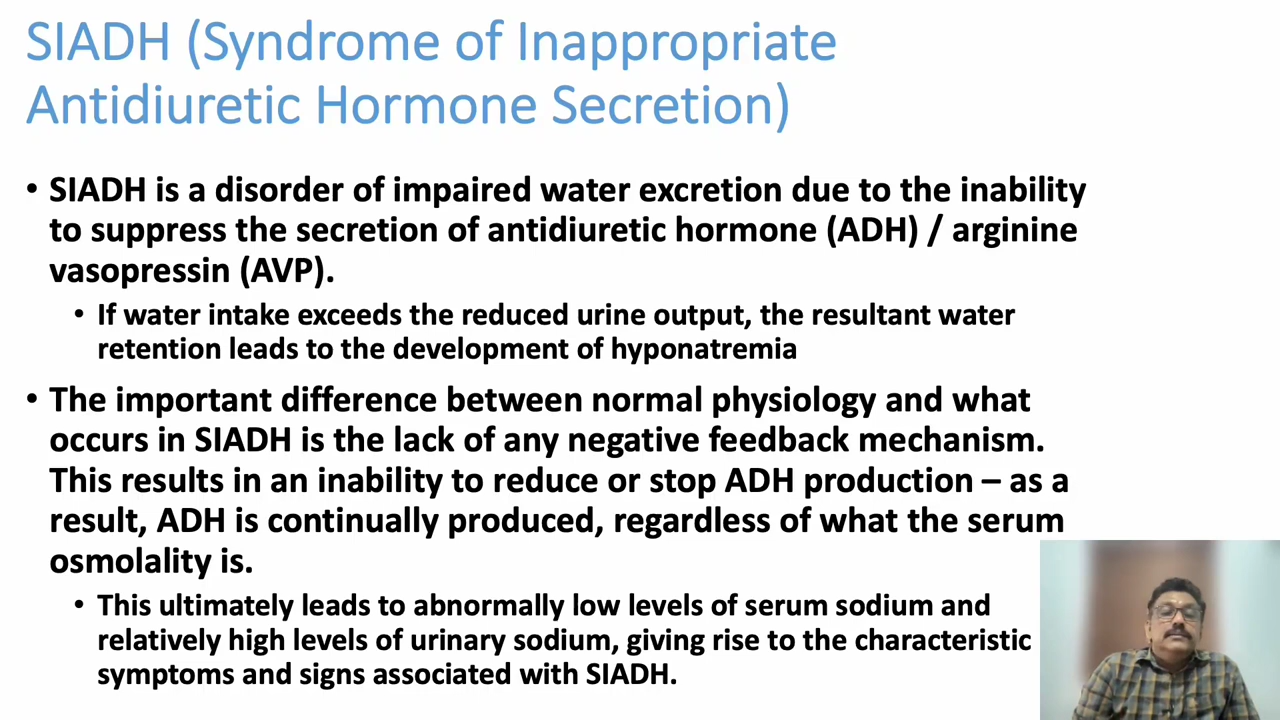 SIADH (Syndrome of Inappropriate
Antidiuretic Hormone Secretion)
• SIADH is a disorder of impaired water excretion due to the inability
to suppress the secretion of antidiuretic hormone (ADH) / arginine
vasopressin (AVP).
• If water intake exceeds the reduced urine output, the resultant water
retention leads to the development of hyponatremia
• The important difference between normal physiology and what
occurs in SIADH is the lack of any negative feedback mechanism.
This results in an inability to reduce or stop ADH production – as a
result, ADH is continually produced, regardless of what the serum
osmolality is.
• This ultimately leads to abnormally low levels of serum sodium and
relatively high levels of urinary sodium, giving rise to the characteristic
symptoms and signs associated with SIADH.